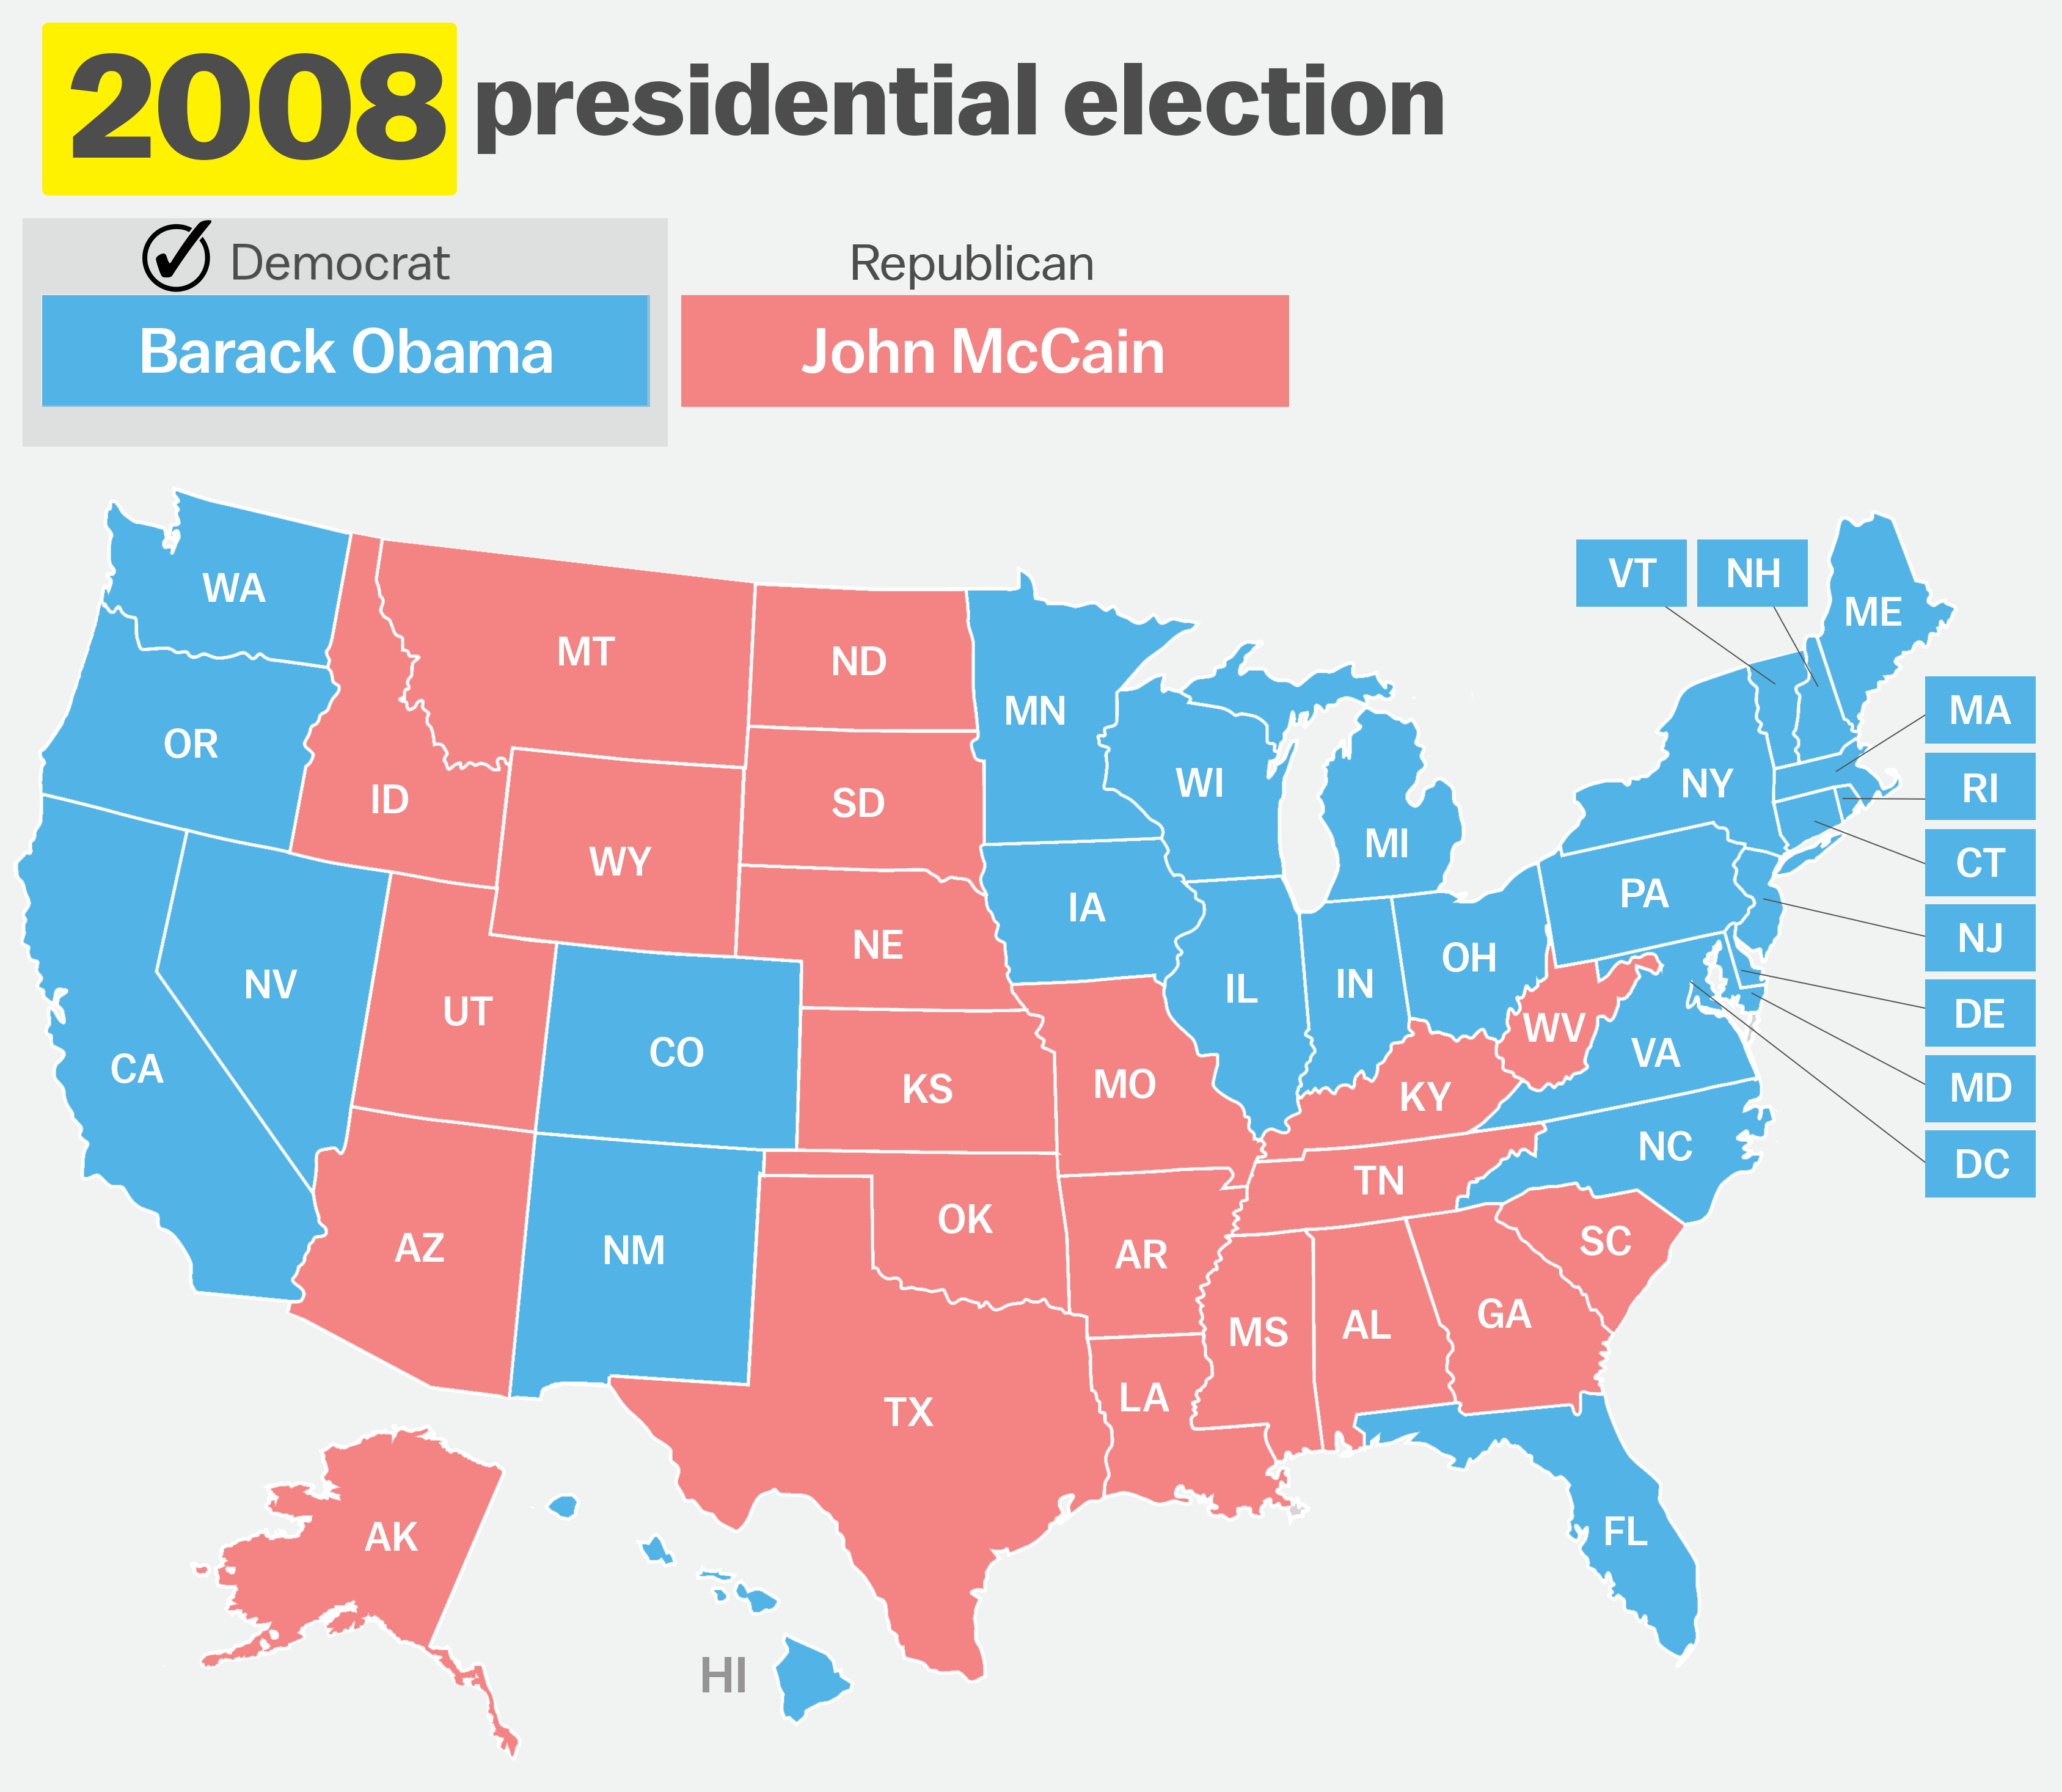 2008 presidential election
Democrat Republican
Barack Obama John McCain
VT NH
WA
ME
MT
ND
MN
MA
OR
WI
NY
RI
ID
SD
MI
WY
CT
PA
IA
NE
NJ
OH
NV
IL
IN
UT
DE
WV
CO
VA
CA
KS
MO
KY
MD
NC
DC
TN
OK
SC
AZ
NM
AR
GA
MS
AL
LA
TX
FL
AK
HI